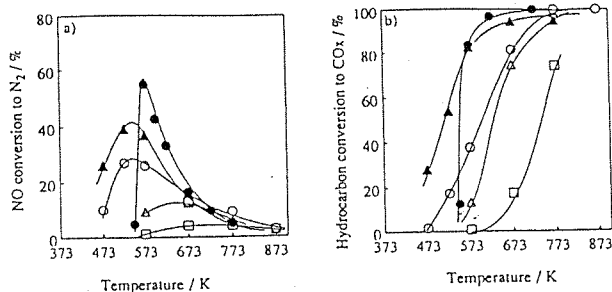 a)
80
60
40
20
0
373 473 573 673 773 873
NO conversion to N2 / %
Temperature / K
b)
100
80
60
40
20
0
373 473 573 673 773 873
Hydrocarbon conversion to COx / %
Temperature / K